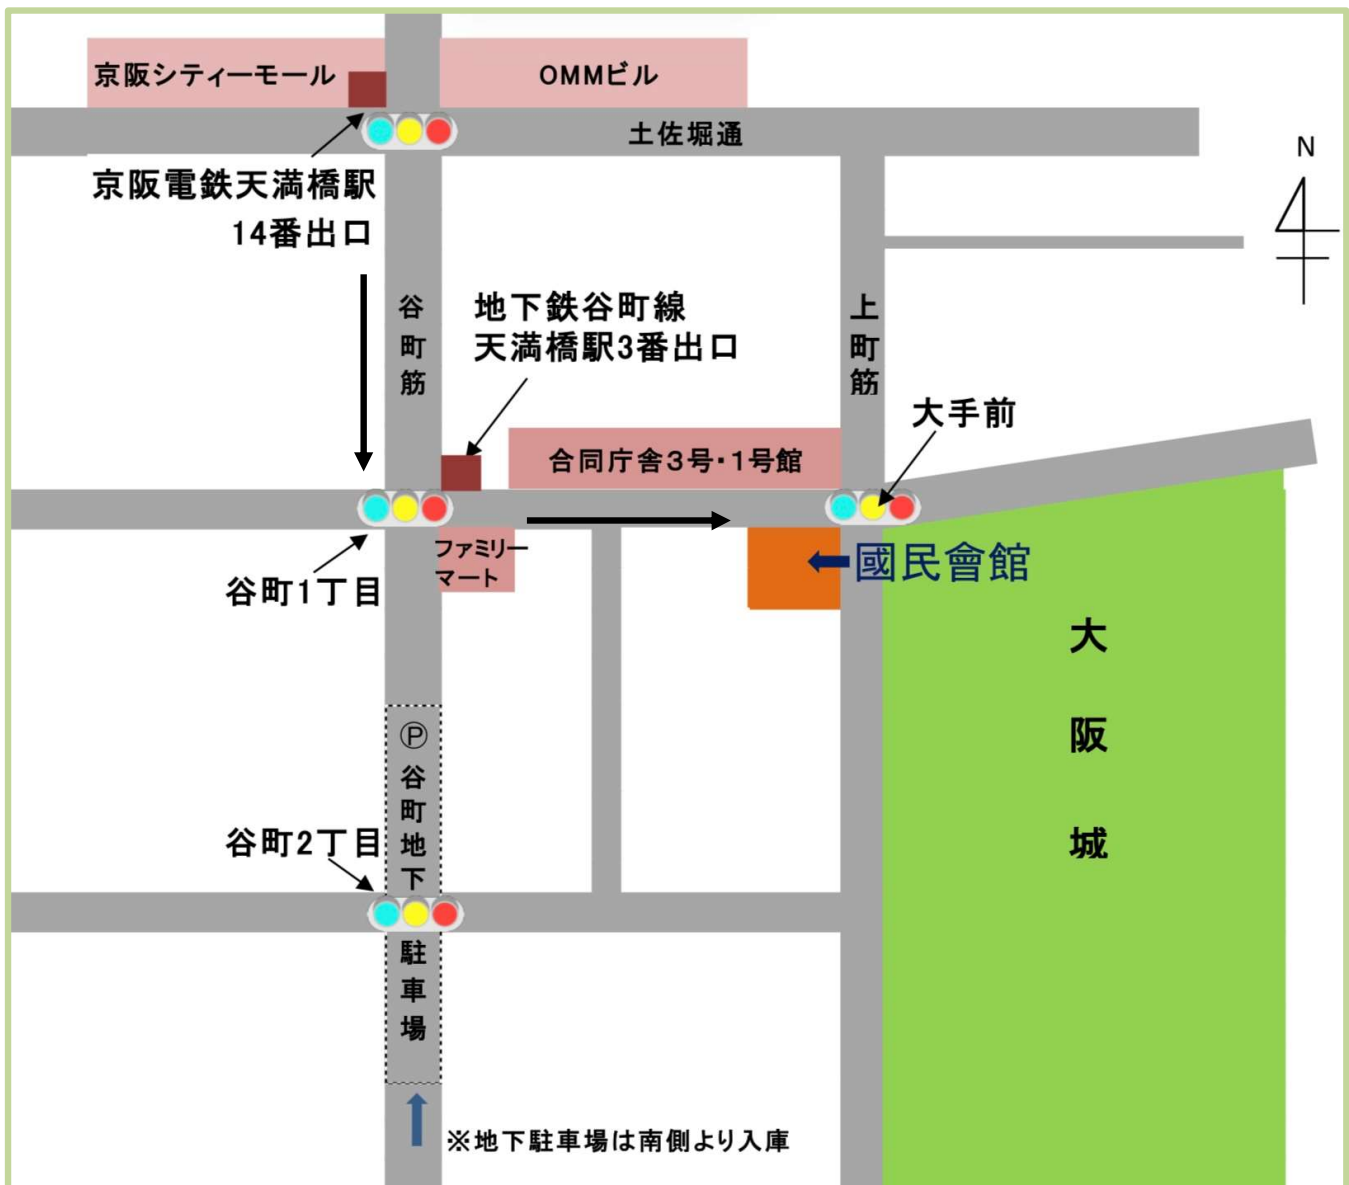 京阪シティーモール
OMMビル
土佐堀通
N
京阪電鉄天満橋駅
14番出口
谷町筋
地下鉄谷町線
天満橋駅3番出口
上町筋
大手前
合同庁舎3号・1号館
ファミリー
マート
國民會館
谷町1丁目
大阪城
Ⓟ谷町地下駐車場
谷町2丁目
※地下駐車場は南側より入庫